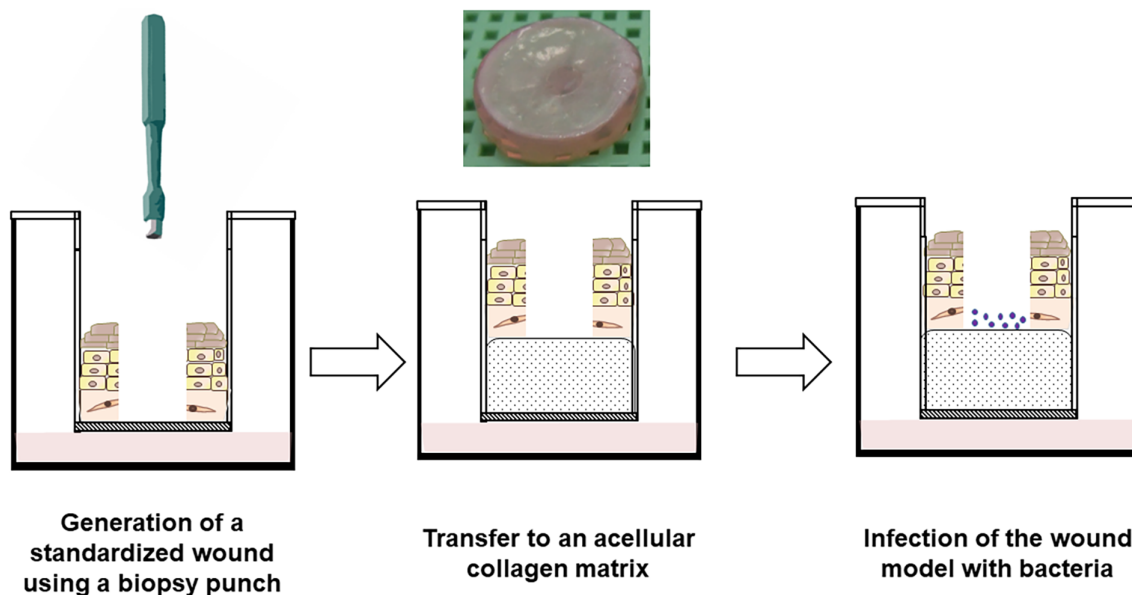 Generation of a
standardized wound
using a biopsy punch
Transfer to an acellular
collagen matrix
Infection of the wound
model with bacteria